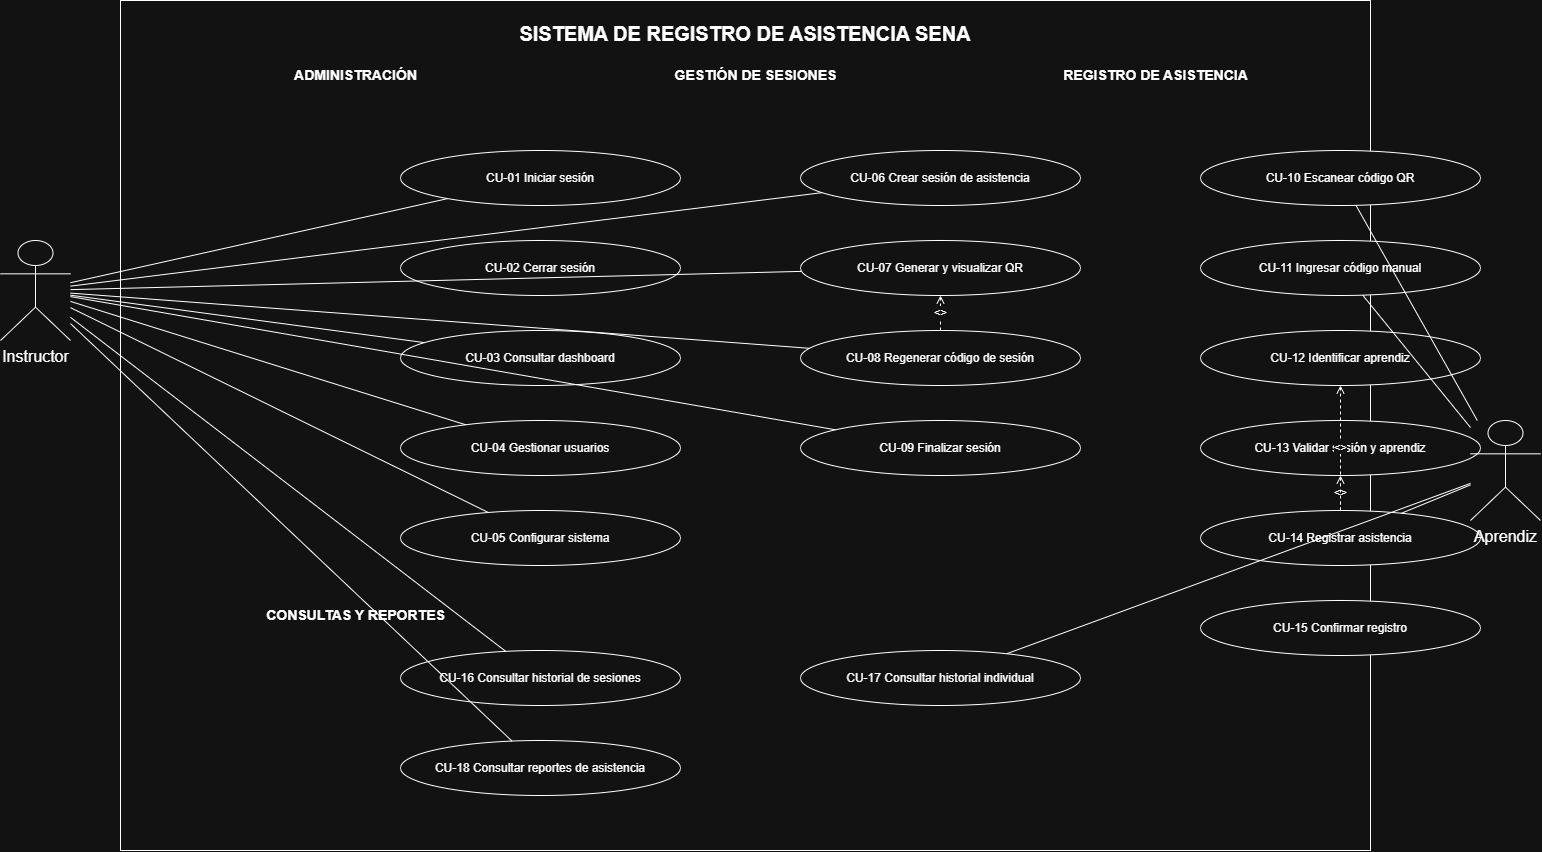 SISTEMA DE REGISTRO DE ASISTENCIA SENA
ADMINISTRACIÓN
GESTIÓN DE SESIONES
REGISTRO DE ASISTENCIA
CU-01 Iniciar sesión
CU-06 Crear sesión de asistencia
CU-10 Escanear código QR
CU-02 Cerrar sesión
CU-07 Generar y visualizar QR
CU-11 Ingresar código manual
Instructor
CU-03 Consultar dashboard
CU-08 Regenerar código de sesión
CU-12 Identificar aprendiz
CU-04 Gestionar usuarios
CU-09 Finalizar sesión
CU-13 Validar sesión y aprendiz
CU-05 Configurar sistema
CU-14 Registrar asistencia
Aprendiz
CONSULTAS Y REPORTES
CU-15 Confirmar registro
CU-16 Consultar historial de sesiones
CU-17 Consultar historial individual
CU-18 Consultar reportes de asistencia